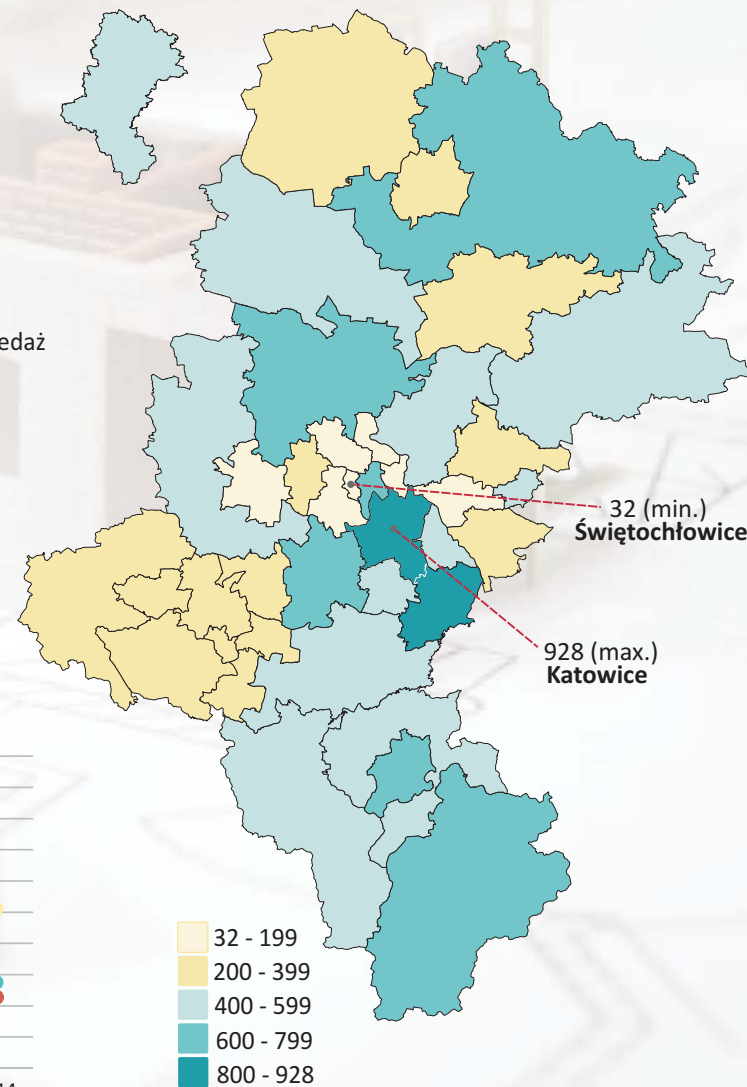 edaż
32 (min.)
Świętochłowice
928 (max.)
Katowice
32 - 199
200 - 399
400 - 599
600 - 799
800 - 928